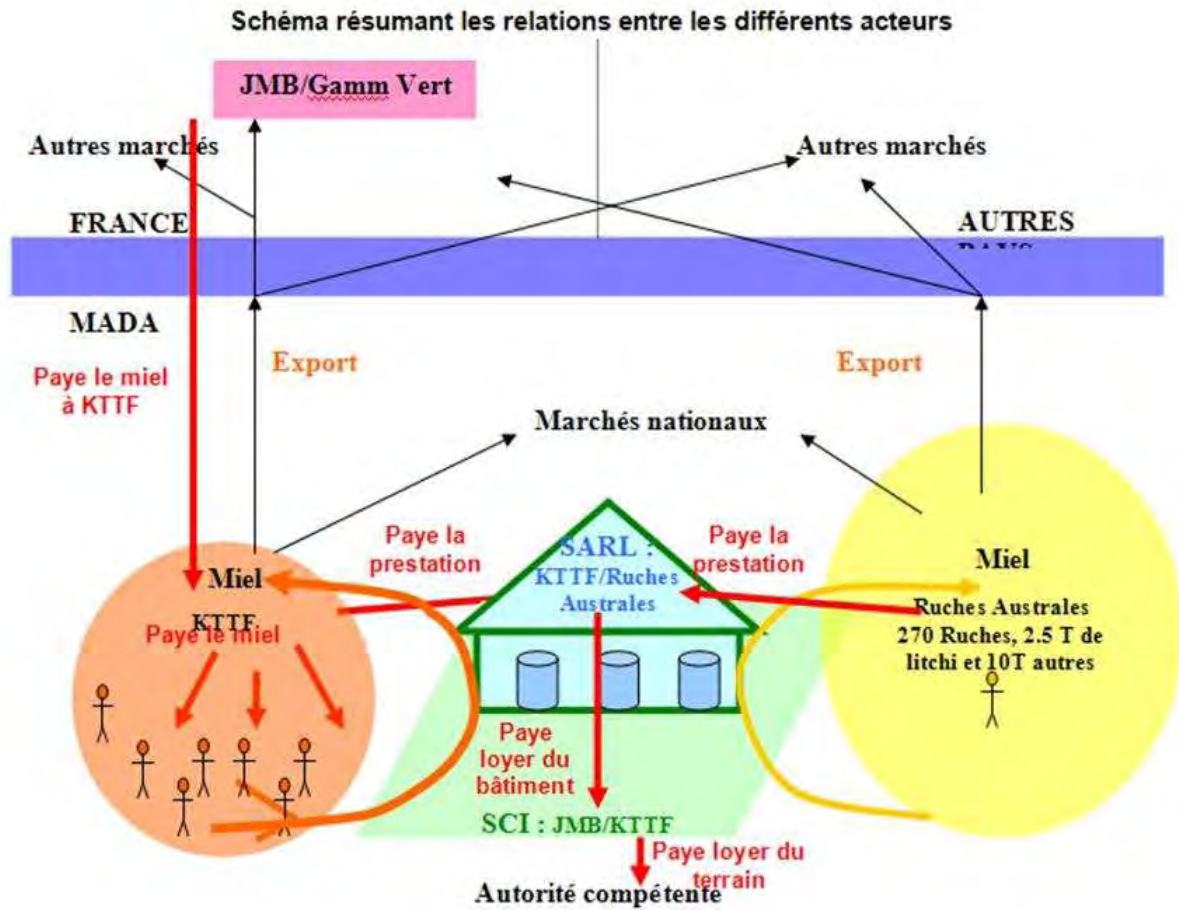 Schéma résumant les relations entre les différents acteurs
JMB/Gamm Vert
Autres marchés
Autres marchés
FRANCE
AUTRES
MADA
Paye le miel
à KTTF
Export
Export
Marchés nationaux
Paye la
prestation
Paye la
prestation
SARL :
KTTF/Ruches
Australes
Miel
KTTF
Paye le miel
Miel
Ruches Australes
270 Ruches, 2.5 T de
litchi et 10T autres
Paye
loyer du
bâtiment
SCI : JMB/KTTF
Paye loyer du
terrain
Autorité compétente